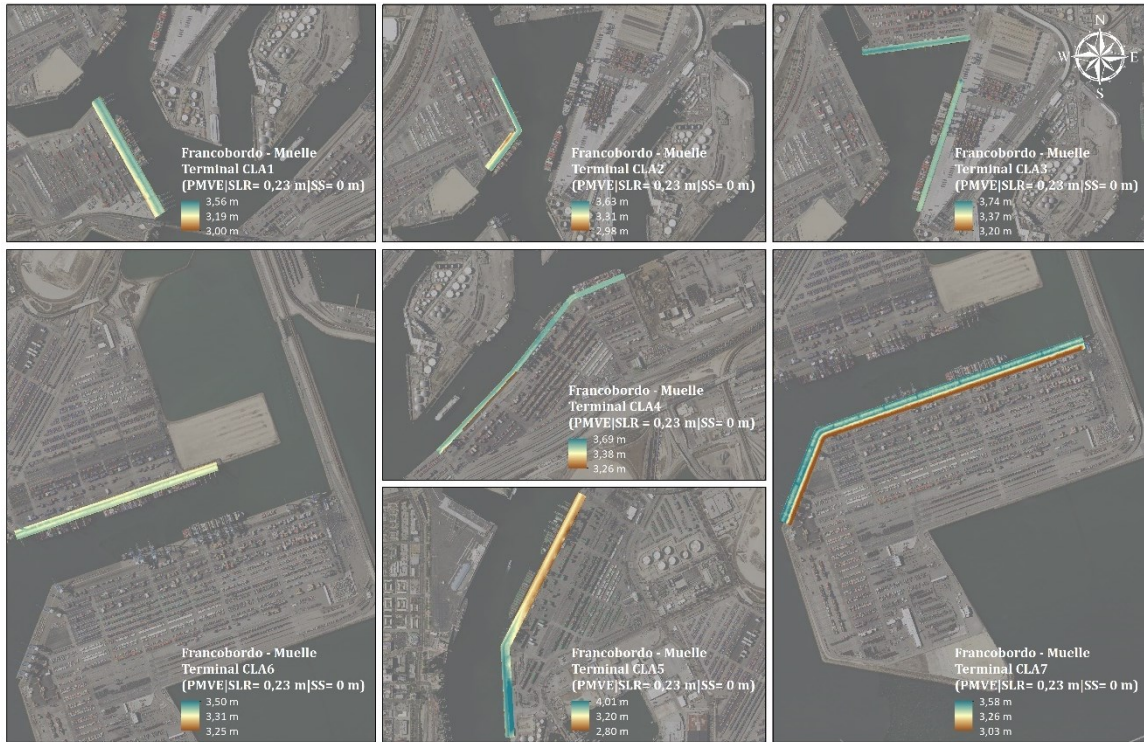 Francobordo - Muelle
Terminal CLA1
(PMVE|SLR= 0,23 m|SS= 0 m)
3,56 m
3,19 m
3,00 m
Francobordo - Muelle
Terminal CLA2
(PMVE|SLR= 0,23 m|SS= 0 m)
3,63 m
3,31 m
2,98 m
N
W E
S
Francobordo - Muelle
Terminal CLA3
(PMVE|SLR= 0,23 m|SS= 0 m)
3,74 m
3,37 m
3,20 m
Francobordo - Muelle
Terminal CLA6
(PMVE|SLR= 0,23 m|SS= 0 m)
3,50 m
3,31 m
3,25 m
Francobordo - Muelle
Terminal CLA4
(PMVE|SLR = 0,23 m|SS= 0 m)
3,69 m
3,38 m
3,26 m
Francobordo - Muelle
Terminal CLA5
(PMVE|SLR= 0,23 m|SS= 0 m)
4,01 m
3,20 m
2,80 m
Francobordo - Muelle
Terminal CLA7
(PMVE|SLR= 0,23 m|SS= 0 m)
3,58 m
3,26 m
3,03 m